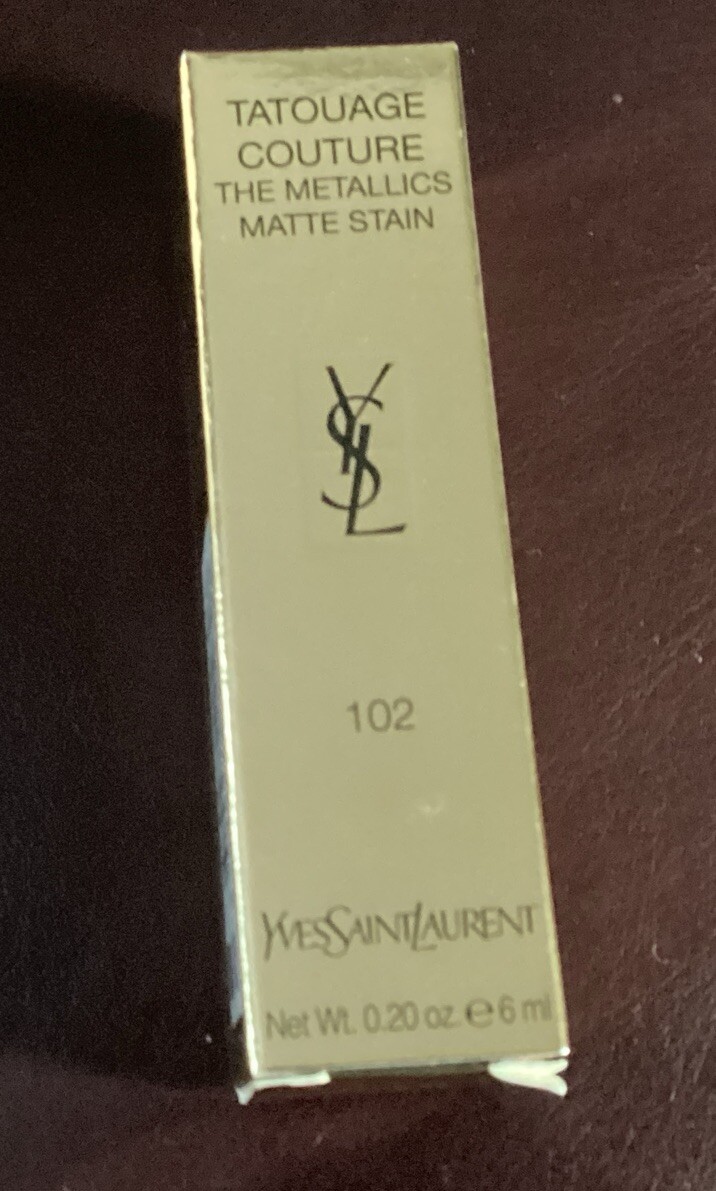 TATOUAGE
COUTURE
THE METALLICS
MATTE STAIN
YSL
102
YVESSAINTLAURENT
Net Wt. 0.20 oz. ℮ 6 ml